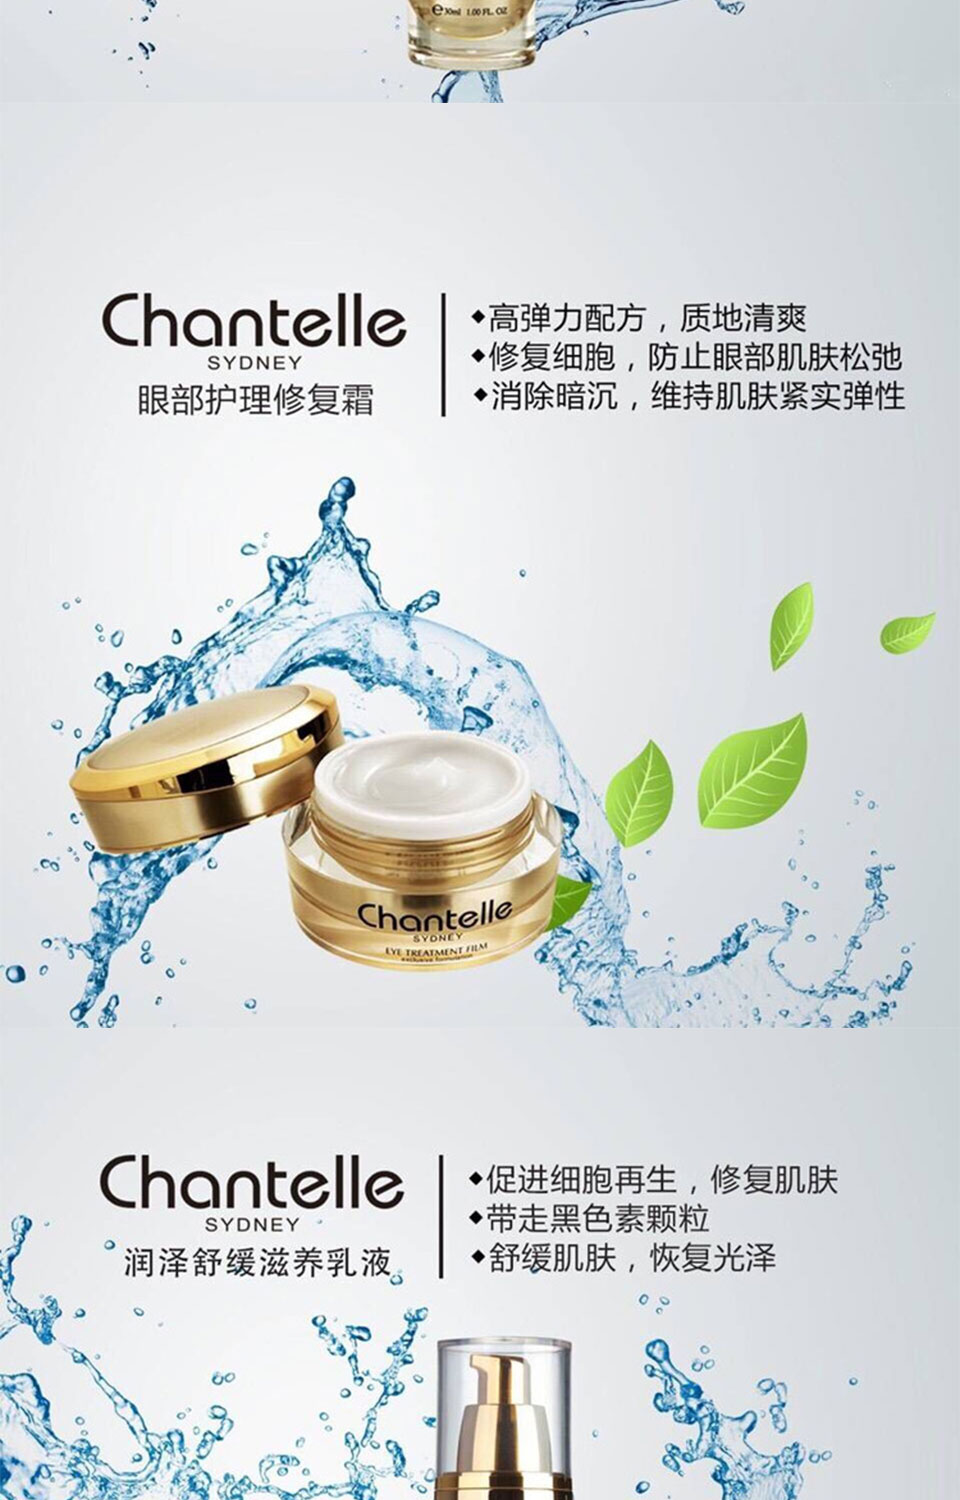 ℮30ml 1.00 FL. OZ
Chantelle
SYDNEY
眼部护理修复霜
◆高弹力配方，质地清爽
◆修复细胞，防止眼部肌肤松弛
◆消除暗沉，维持肌肤紧实弹性
Chantelle
SYDNEY
EYE TREATMENT FILM
exclusive formulation
Chantelle
SYDNEY
润泽舒缓滋养乳液
◆促进细胞再生，修复肌肤
◆带走黑色素颗粒
◆舒缓肌肤，恢复光泽